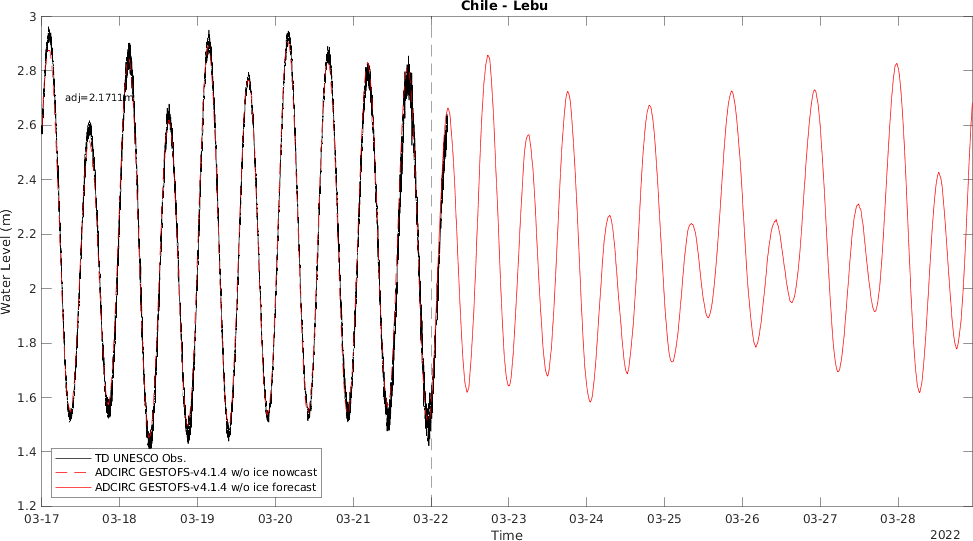 Chile - Lebu
3
2.8
2.6
2.4
2.2
2
1.8
1.6
1.4
1.2
Water Level (m)
adj=2.1711m
TD UNESCO Obs.
ADCIRC GESTOFS-v4.1.4 w/o ice nowcast
ADCIRC GESTOFS-v4.1.4 w/o ice forecast
03-17 03-18 03-19 03-20 03-21 03-22 03-23 03-24 03-25 03-26 03-27 03-28
Time
2022